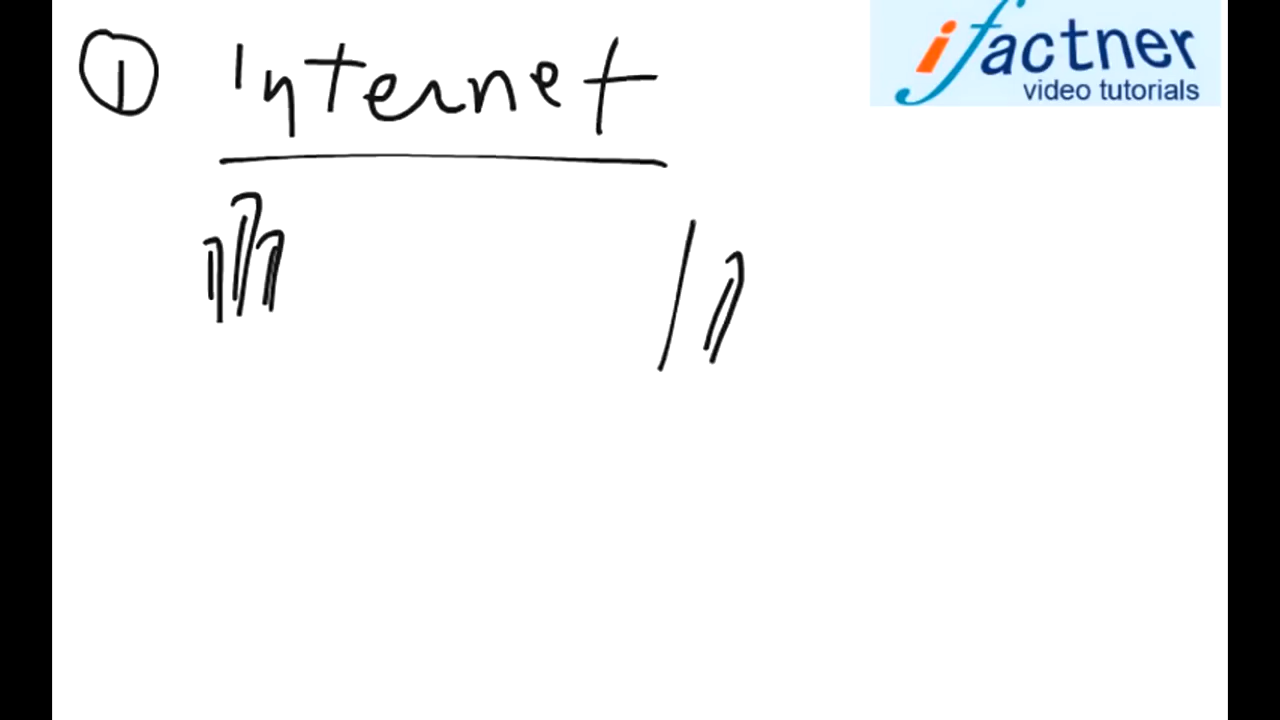 ① Internet
ifactner
video tutorials